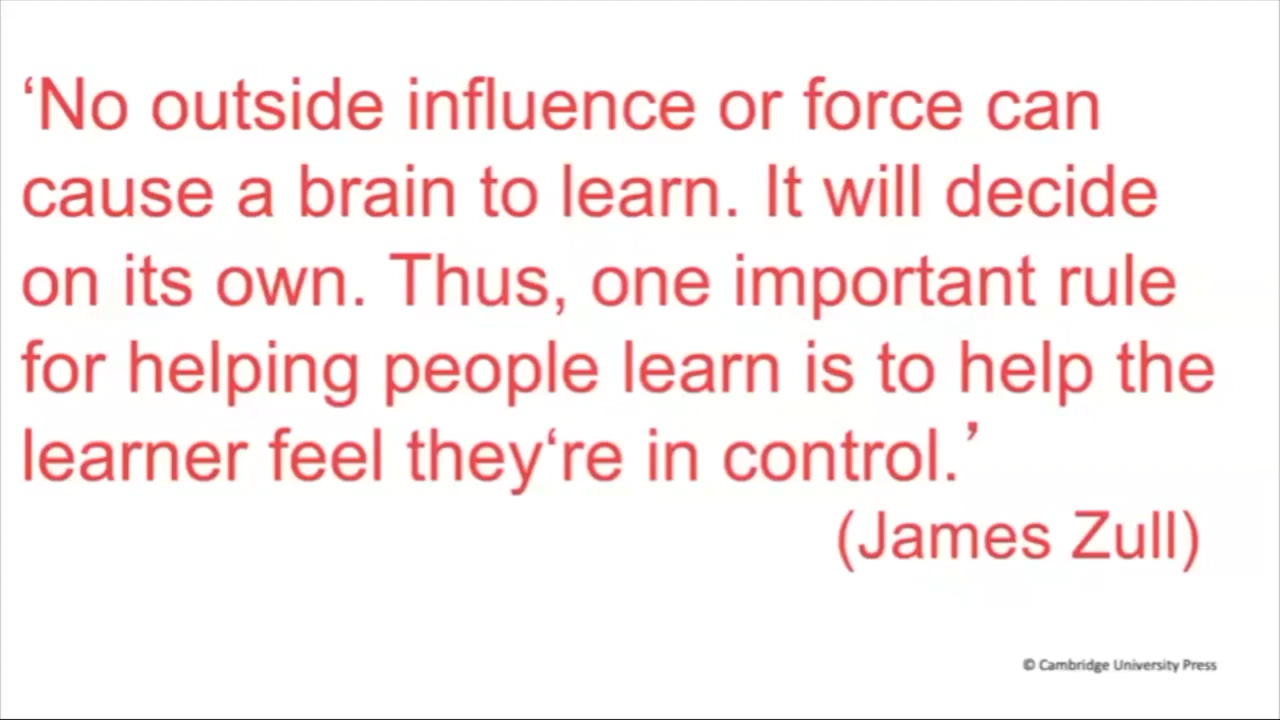 ‘No outside influence or force can
cause a brain to learn. It will decide
on its own. Thus, one important rule
for helping people learn is to help the
learner feel they‘re in control.’
(James Zull)
© Cambridge University Press